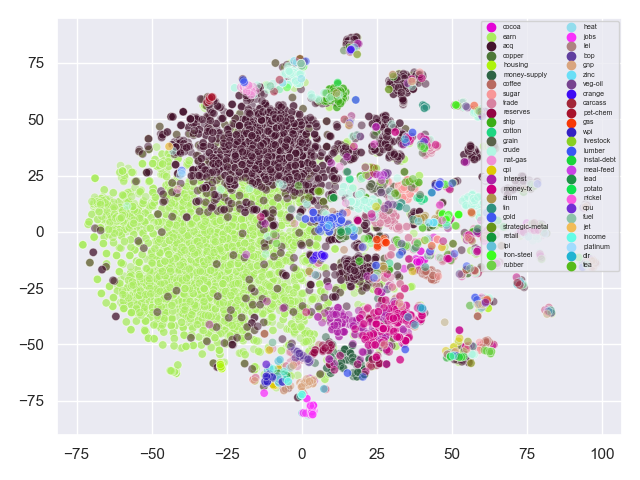 75
50
25
0
−25
−50
−75
−75
−50
−25
0
25
50
75
100
cocoa
earn
acq
copper
housing
money-supply
coffee
sugar
trade
reserves
ship
cotton
grain
crude
nat-gas
cpi
interest
money-fx
alum
tin
gold
strategic-metal
retail
ipi
iron-steel
rubber
heat
jobs
lei
bop
gnp
zinc
veg-oil
orange
carcass
pet-chem
gas
wpi
livestock
lumber
instal-debt
meal-feed
lead
potato
nickel
cpu
fuel
jet
income
platinum
dlr
tea